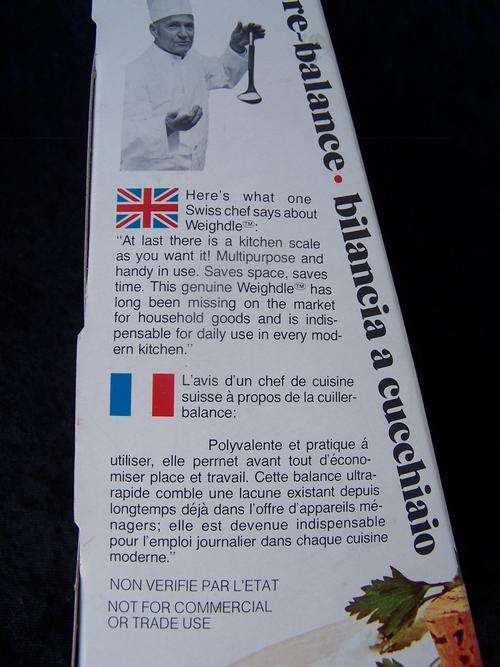 re-balance. bilancia a cucchiaio
Here's what one
Swiss chef says about
Weighdle™:
"At last there is a kitchen scale
as you want it! Multipurpose and
handy in use. Saves space, saves
time. This genuine Weighdle™ has
long been missing on the market
for household goods and is indis-
pensable for daily use in every mod-
ern kitchen."
L'avis d'un chef de cuisine
suisse à propos de la cuiller-
balance:
Polyvalente et pratique á
utiliser, elle permet avant tout d'écono-
miser place et travail. Cette balance ultra-
rapide comble une lacune existant depuis
longtemps déjà dans l'offre d'appareils mé-
nagers; elle est devenue indispensable
pour l'emploi journalier dans chaque cuisine
moderne."
NON VERIFIE PAR L'ETAT
NOT FOR COMMERCIAL
OR TRADE USE